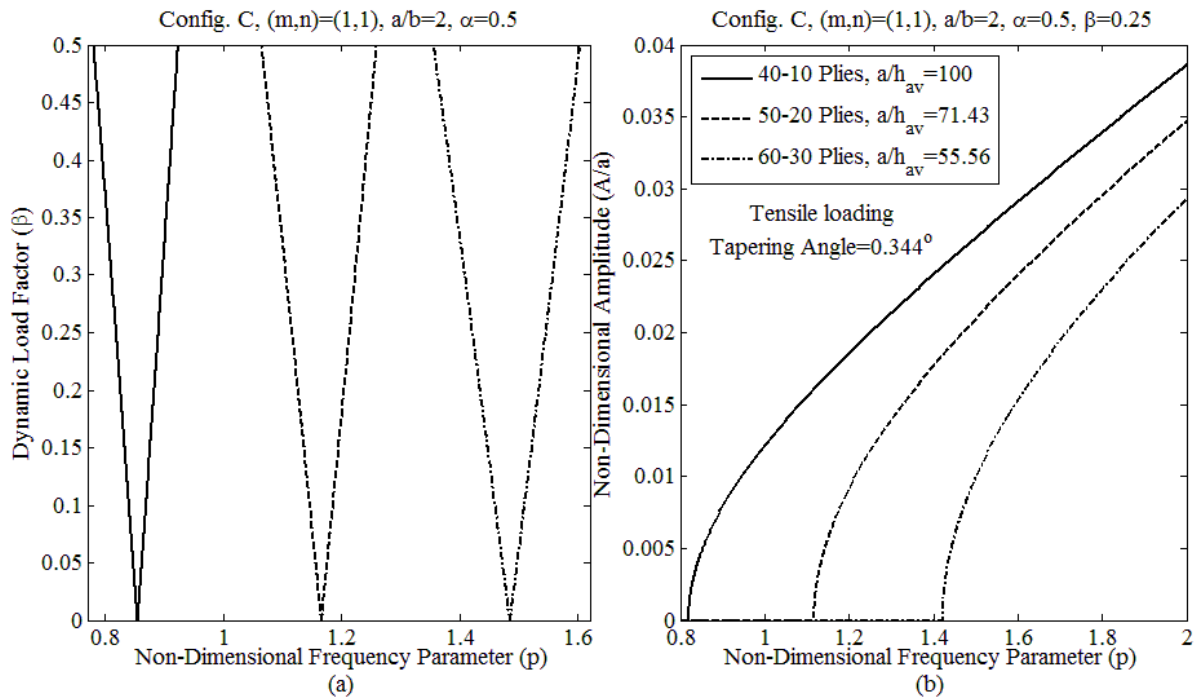 Config. C, (m,n)=(1,1), a/b=2, α=0.5
Dynamic Load Factor (β)
0.5
0.45
0.4
0.35
0.3
0.25
0.2
0.15
0.1
0.05
0
0.8 1 1.2 1.4 1.6
Non-Dimensional Frequency Parameter (p)
(a)
Config. C, (m,n)=(1,1), a/b=2, α=0.5, β=0.25
Non-Dimensional Amplitude (A/a)
0.04
0.035
0.03
0.025
0.02
0.015
0.01
0.005
0
40-10 Plies, a/h_av=100
50-20 Plies, a/h_av=71.43
60-30 Plies, a/h_av=55.56
Tensile loading
Tapering Angle=0.344°
0.8 1 1.2 1.4 1.6 1.8 2
Non-Dimensional Frequency Parameter (p)
(b)